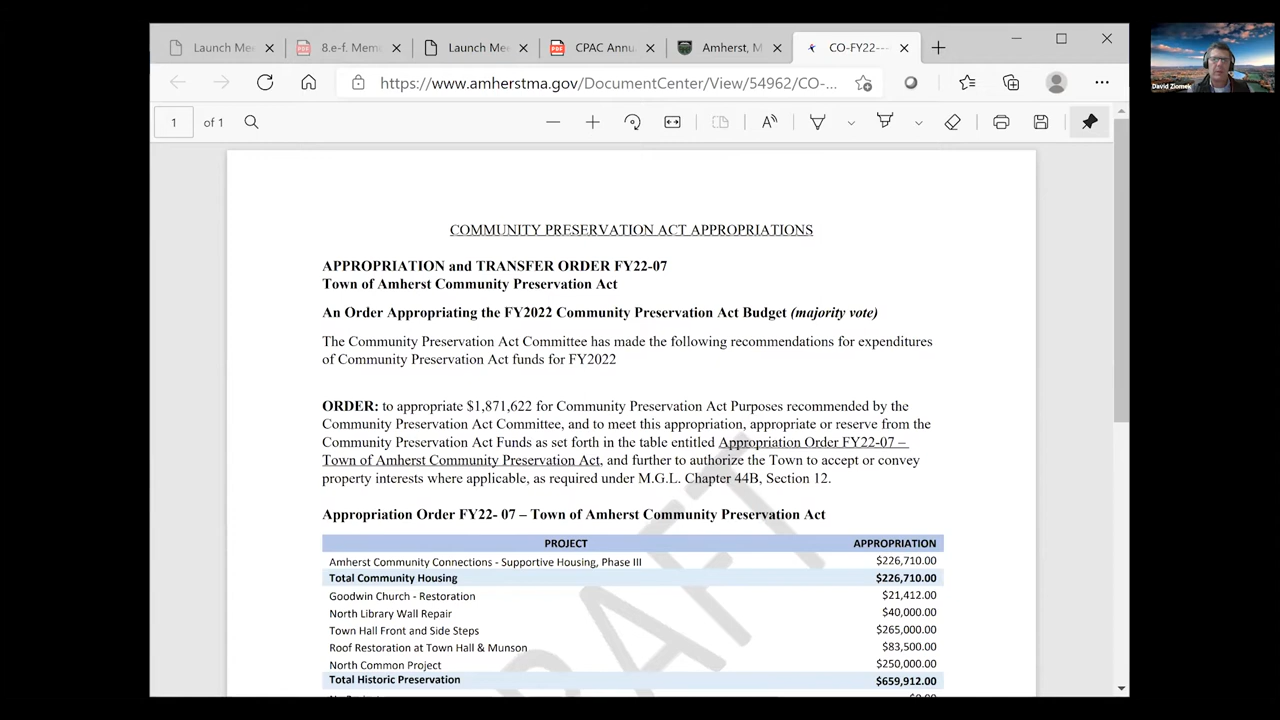 Launch Mee
8.e-f. Mema
Launch Mee
CPAC Annu
Amherst, M
CO-FY22---
https://www.amherstma.gov/DocumentCenter/View/54962/CO-...
David Ziomek
1 of 1
COMMUNITY PRESERVATION ACT APPROPRIATIONS
APPROPRIATION and TRANSFER ORDER FY22-07
Town of Amherst Community Preservation Act
An Order Appropriating the FY2022 Community Preservation Act Budget (majority vote)
The Community Preservation Act Committee has made the following recommendations for expenditures
of Community Preservation Act funds for FY2022
ORDER: to appropriate $1,871,622 for Community Preservation Act Purposes recommended by the
Community Preservation Act Committee, and to meet this appropriation, appropriate or reserve from the
Community Preservation Act Funds as set forth in the table entitled Appropriation Order FY22-07 –
Town of Amherst Community Preservation Act, and further to authorize the Town to accept or convey
property interests where applicable, as required under M.G.L. Chapter 44B, Section 12.
Appropriation Order FY22- 07 – Town of Amherst Community Preservation Act
PROJECT APPROPRIATION
Amherst Community Connections - Supportive Housing, Phase III $226,710.00
Total Community Housing $226,710.00
Goodwin Church - Restoration $21,412.00
North Library Wall Repair $40,000.00
Town Hall Front and Side Steps $265,000.00
Roof Restoration at Town Hall & Munson $83,500.00
North Common Project $250,000.00
Total Historic Preservation $659,912.00
DRAFT